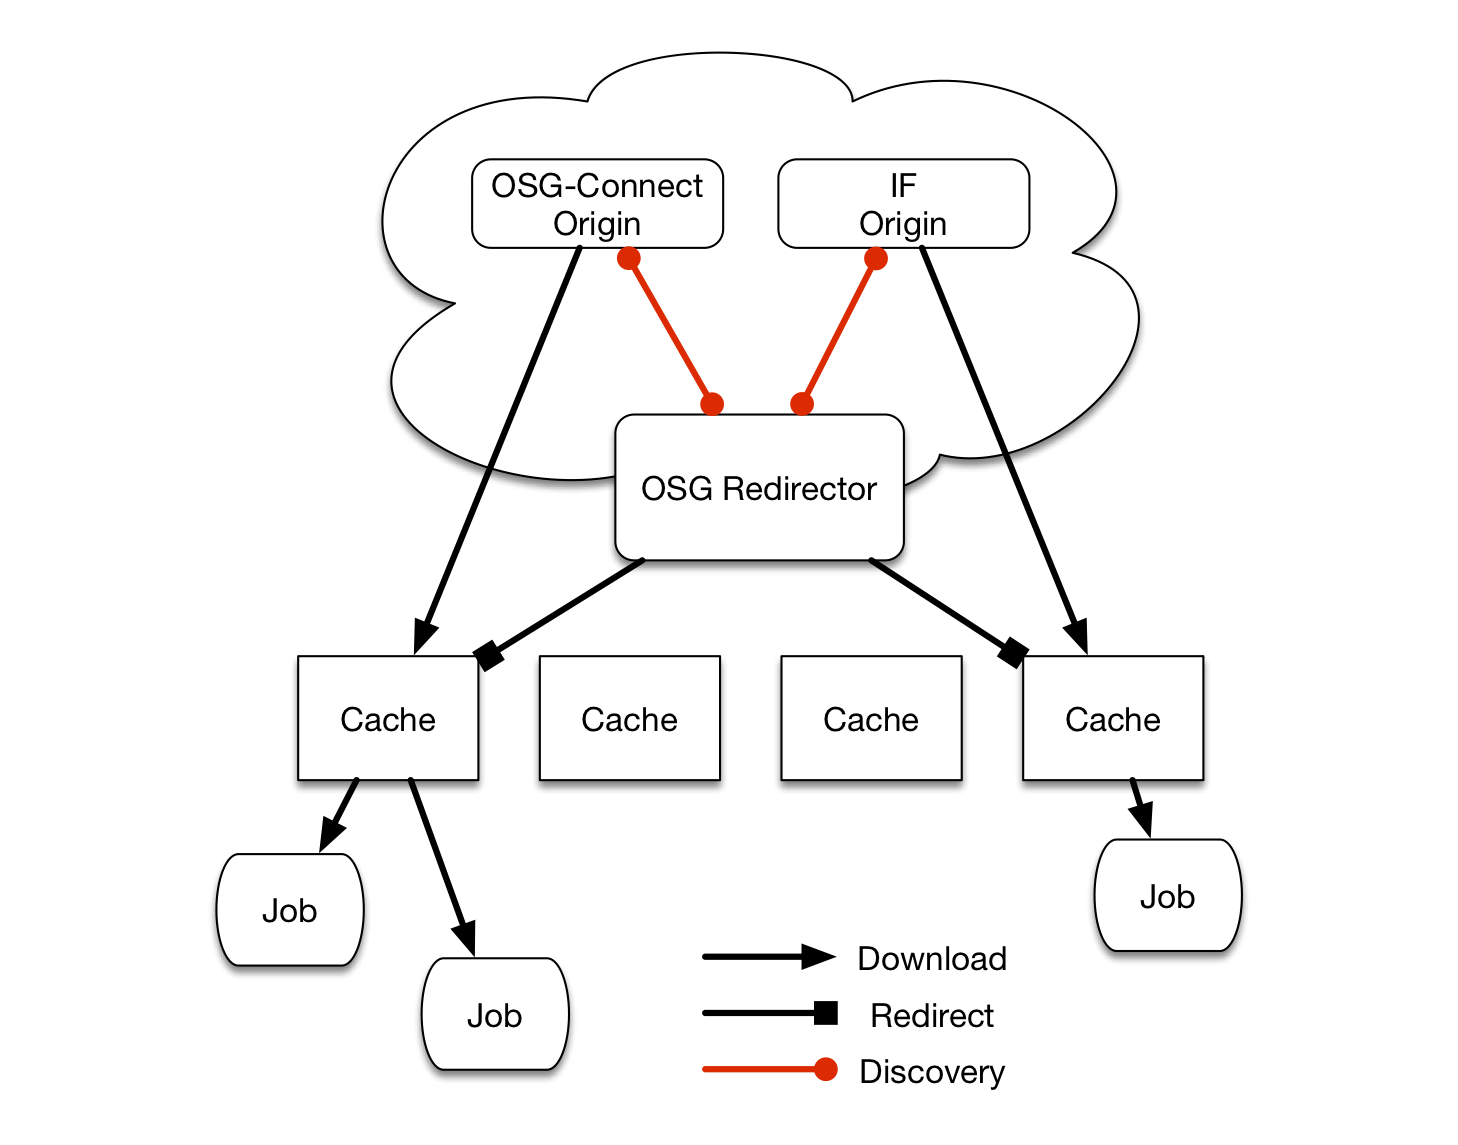 OSG-Connect
Origin
IF
Origin
OSG Redirector
Cache
Cache
Cache
Cache
Job
Job
Job
Download
Redirect
Discovery